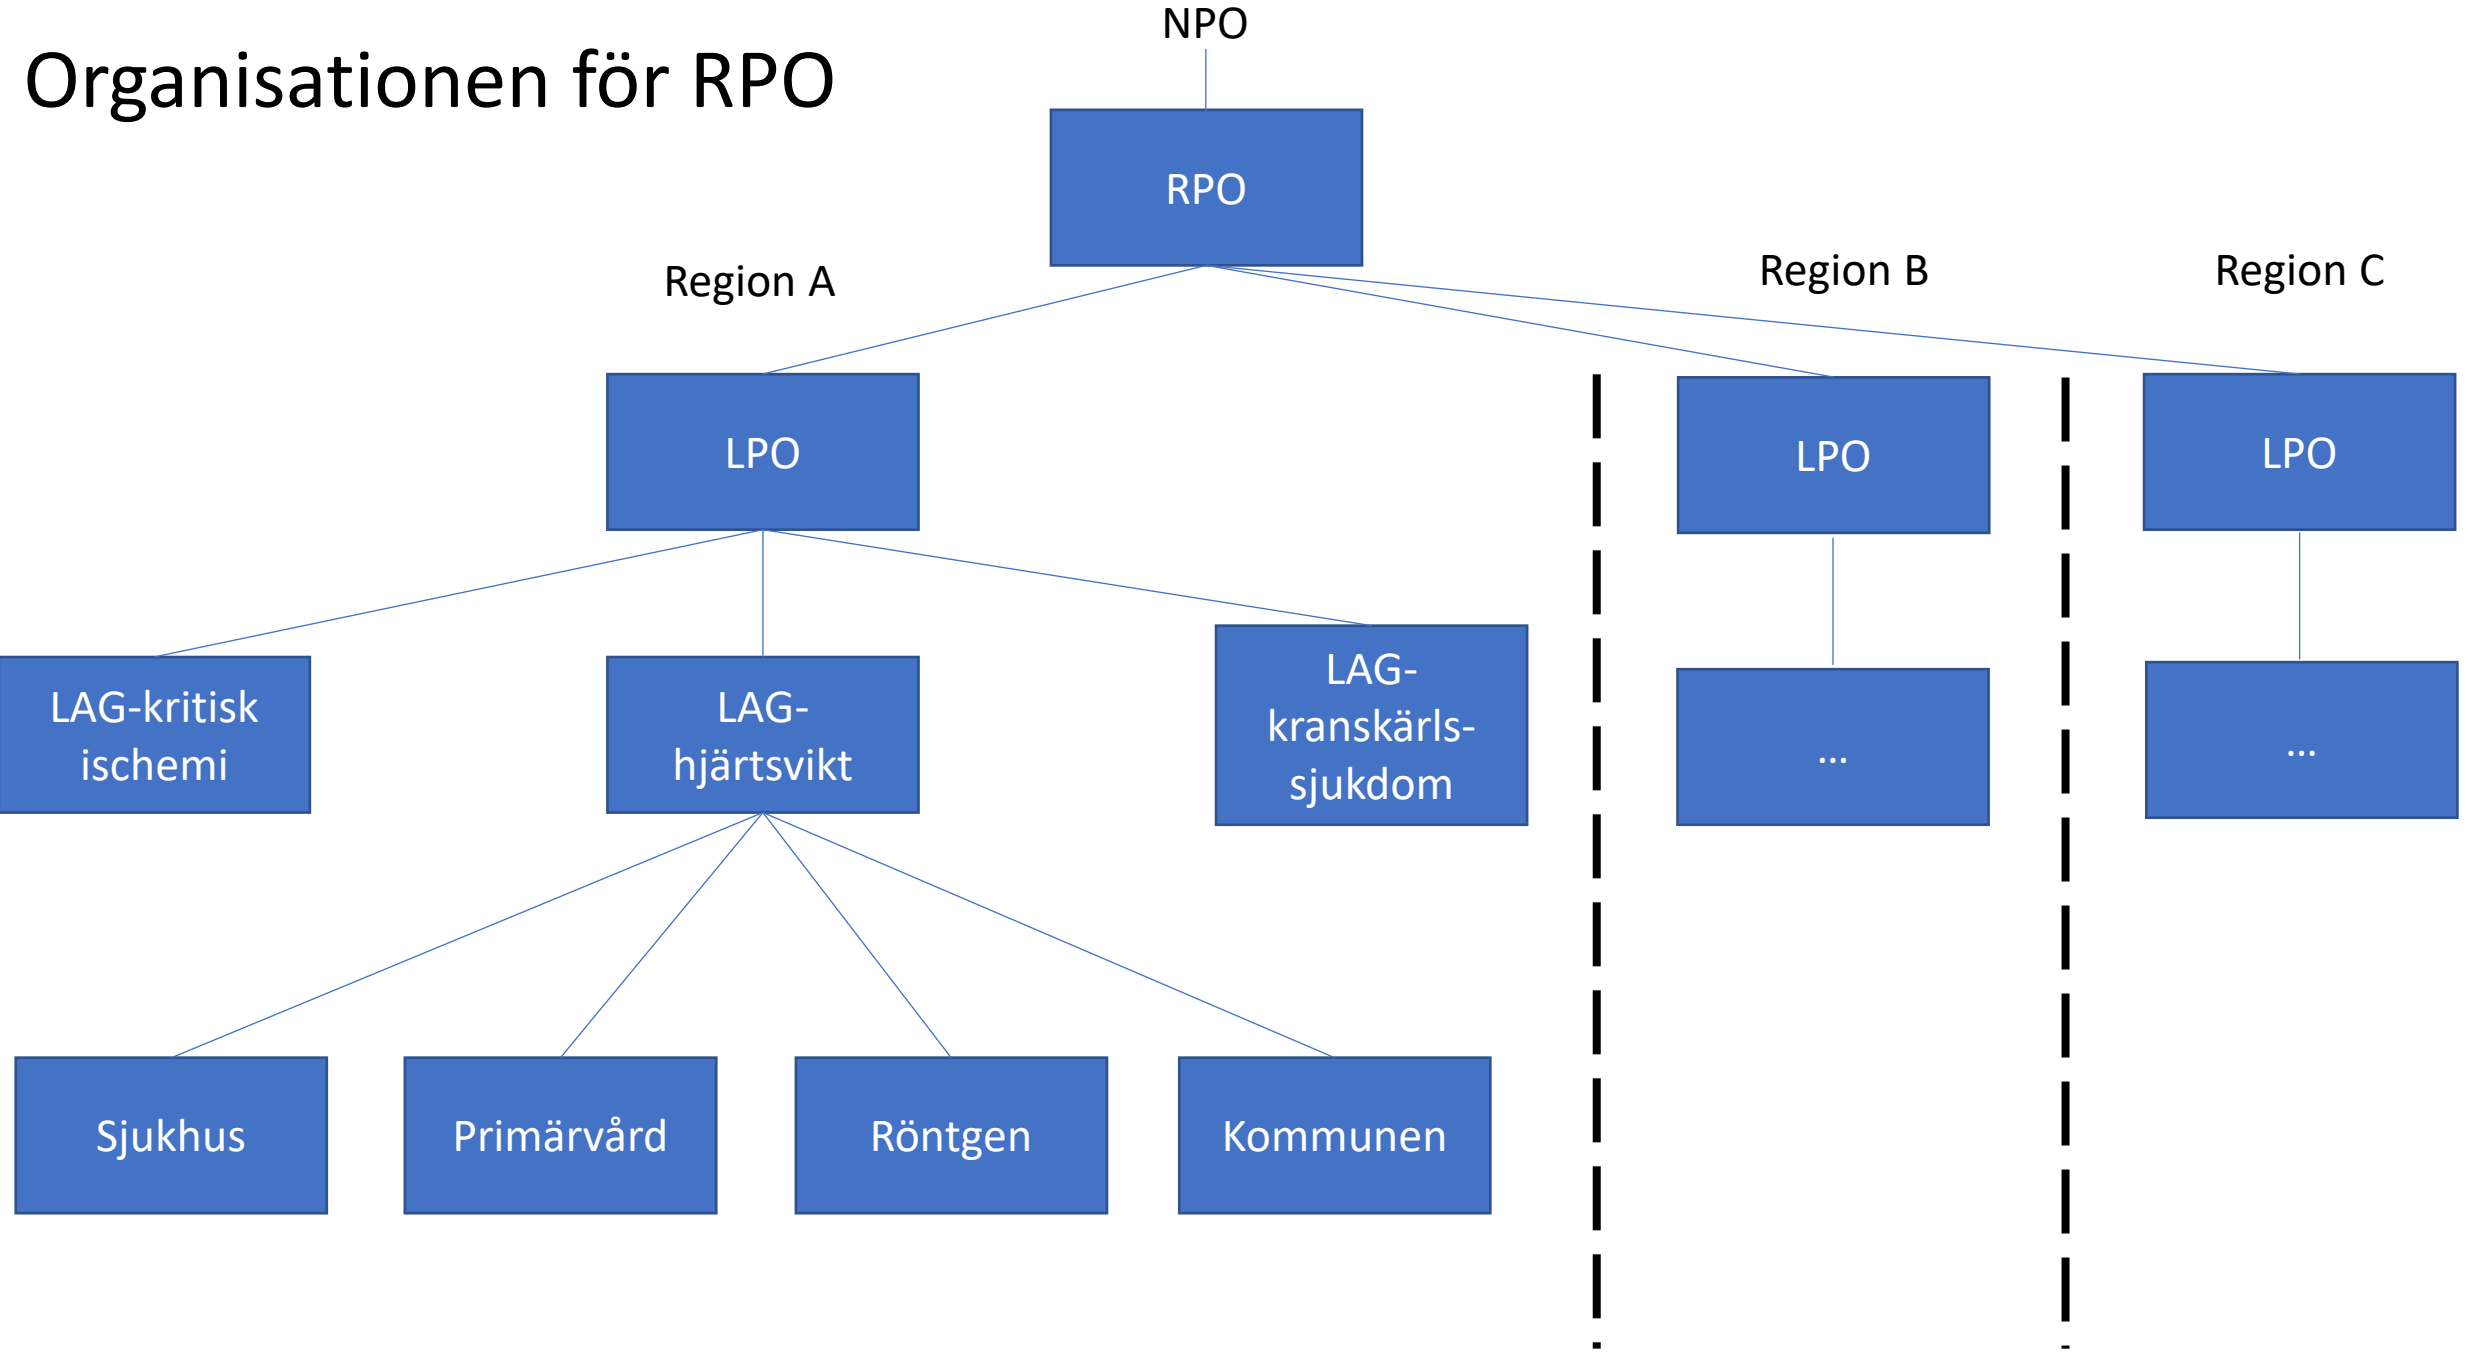 NPO
Organisationen för RPO
RPO
Region A
Region B
Region C
LPO
LPO
LPO
LAG-kritisk
ischemi
LAG-
hjärtsvikt
LAG-
kranskärls-
sjukdom
...
...
Sjukhus
Primärvård
Röntgen
Kommunen